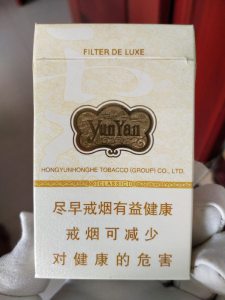 FILTER DE LUXE
YunYan
HONGYUNHONGHE TOBACCO (GROUP) CO., LTD.
CLASSIC
尽早戒烟有益健康
戒烟可减少
对健康的危害